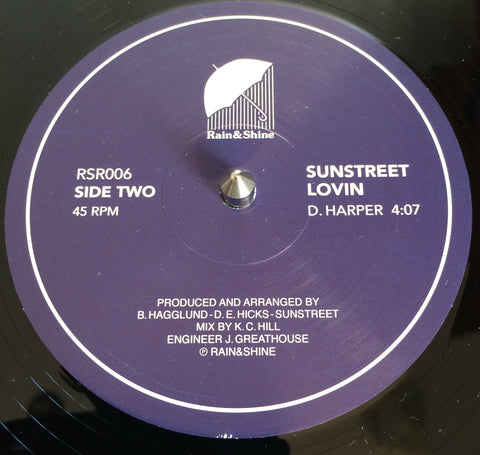 Rain&Shine
RSR006
SIDE TWO
45 RPM
SUNSTREET
LOVIN
D. HARPER 4:07
PRODUCED AND ARRANGED BY
B. HAGGLUND - D. E. HICKS - SUNSTREET
MIX BY K. C. HILL
ENGINEER J. GREATHOUSE
℗ RAIN&SHINE